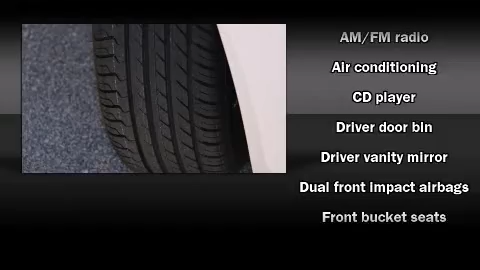 AM/FM radio
Air conditioning
CD player
Driver door bin
Driver vanity mirror
Dual front impact airbags
Front bucket seats